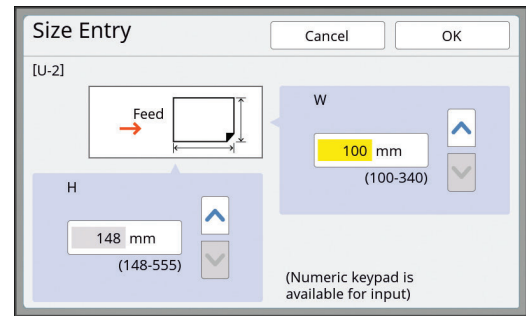 Size Entry
Cancel
OK
[U-2]
Feed
W
100 mm
(100-340)
H
148 mm
(148-555)
(Numeric keypad is
available for input)